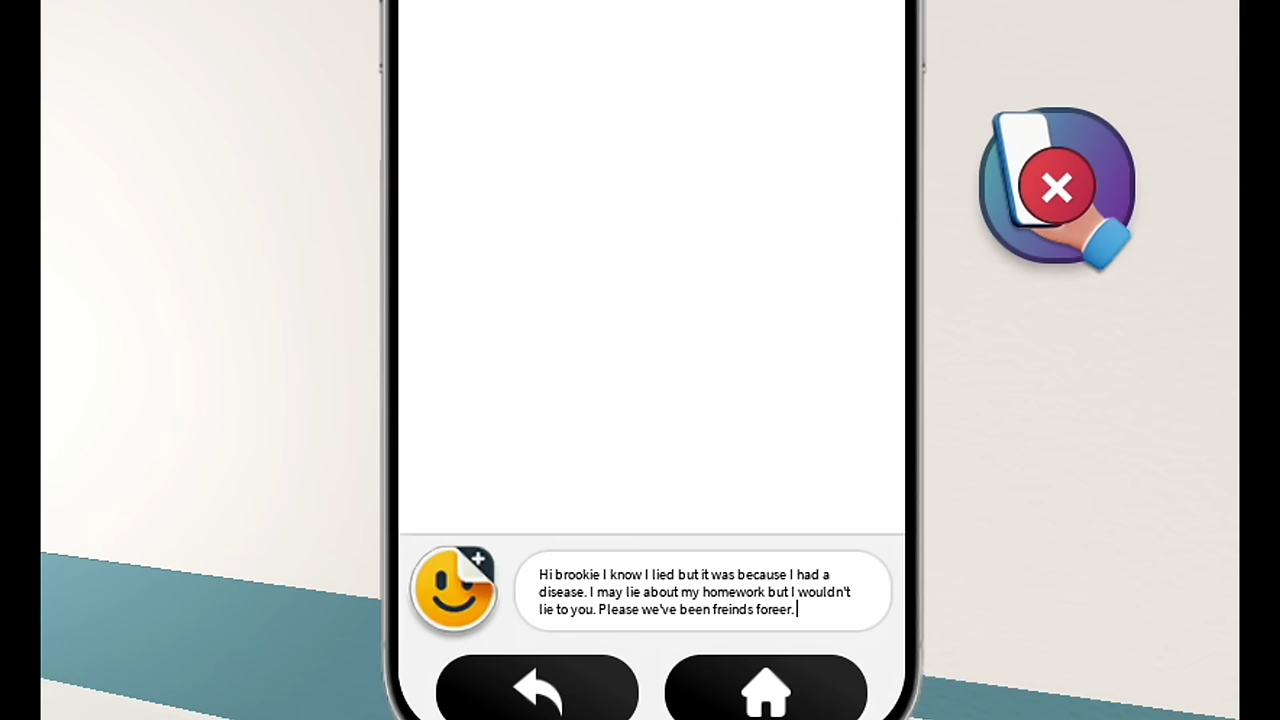 Hi brookie I know I lied but it was because I had a
disease. I may lie about my homework but I wouldn't
lie to you. Please we've been freinds foreer.